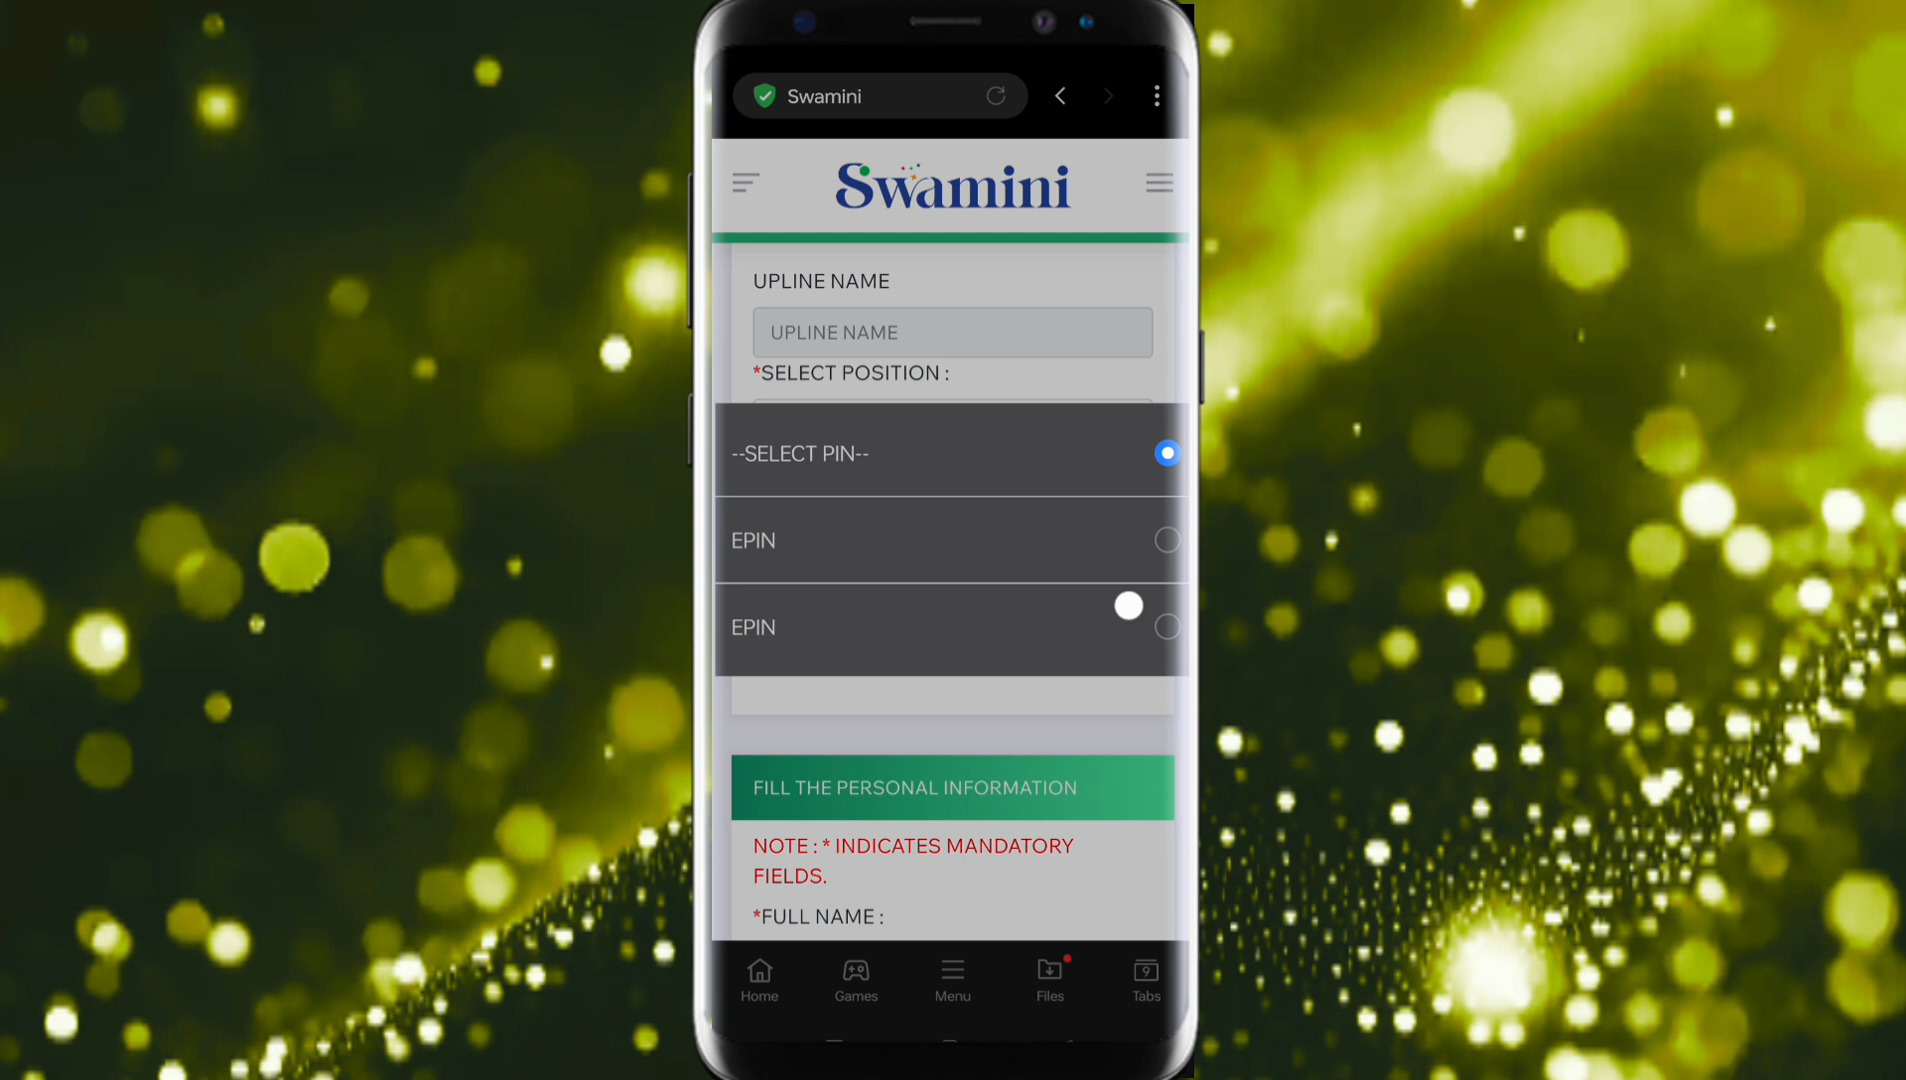 Swamini
Swamini
UPLINE NAME
UPLINE NAME
*SELECT POSITION :
--SELECT PIN--
EPIN
EPIN
FILL THE PERSONAL INFORMATION
NOTE : * INDICATES MANDATORY
FIELDS.
*FULL NAME :
Home Games Menu Files 9 Tabs